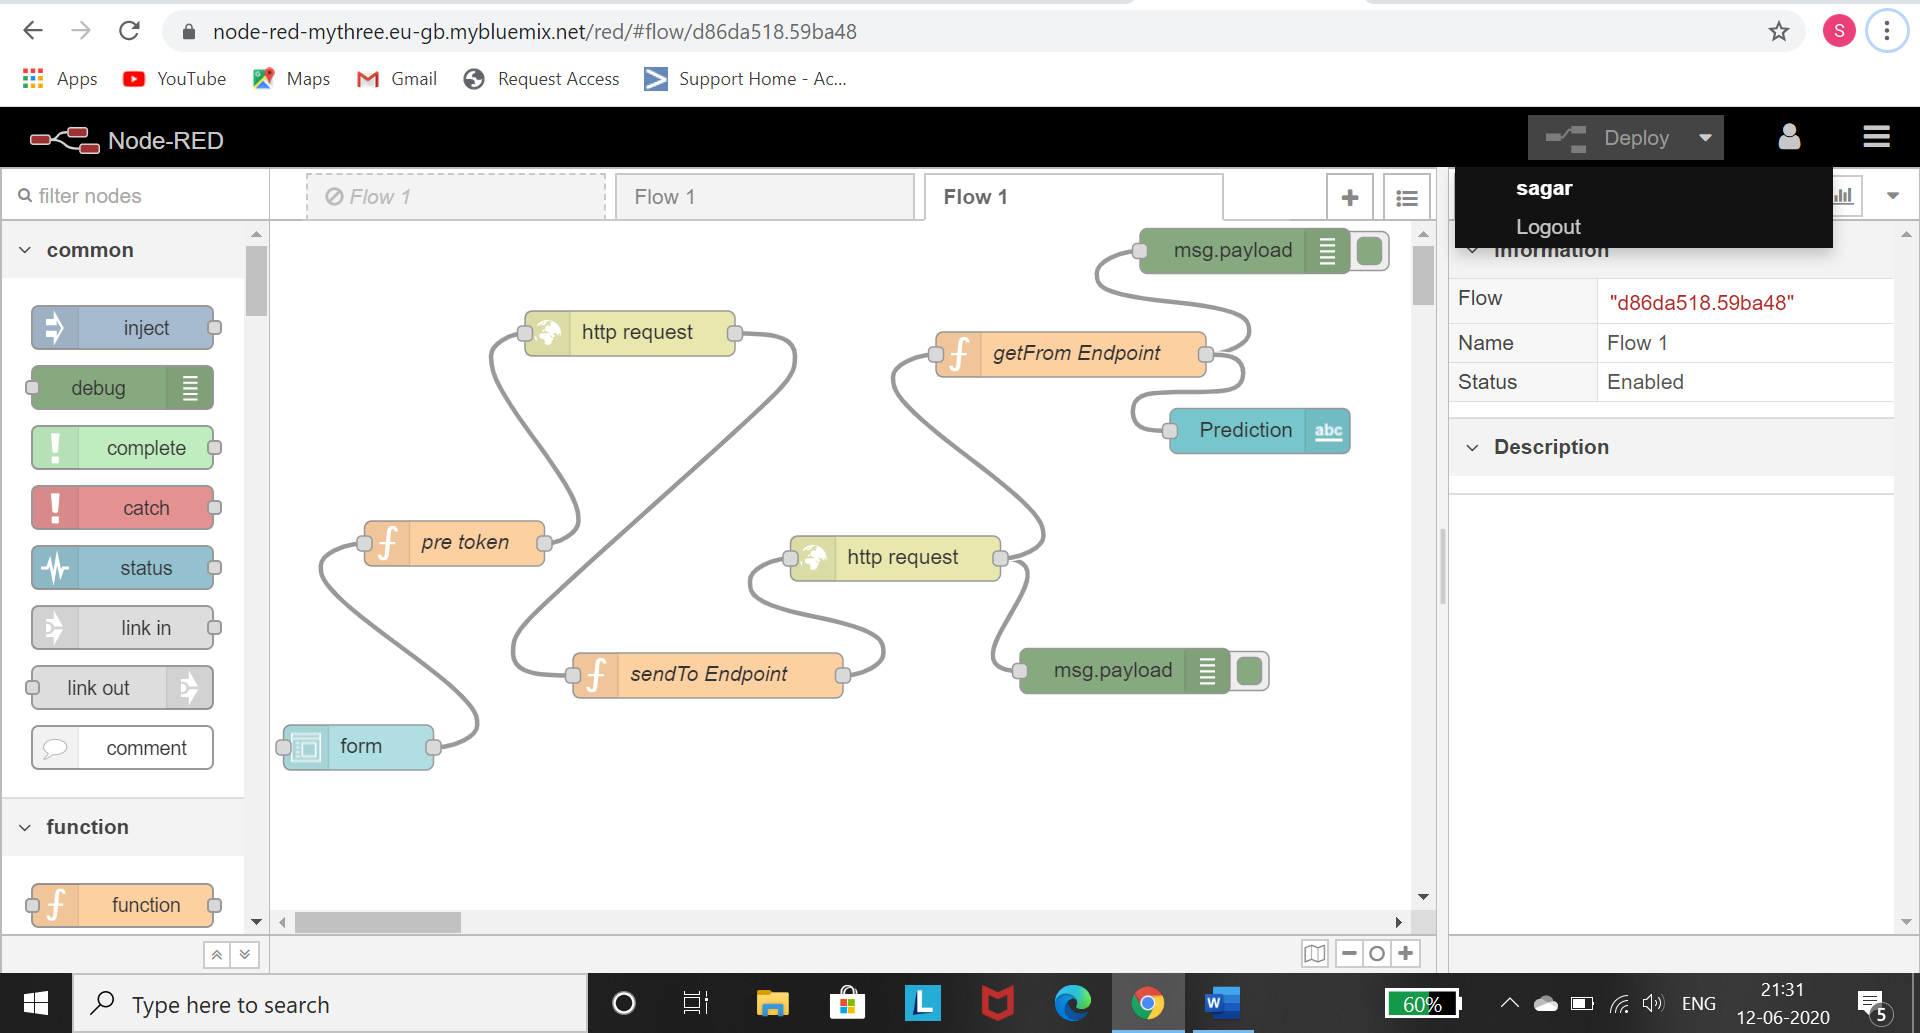 node-red-mythree.eu-gb.mybluemix.net/red/#flow/d86da518.59ba48
S
Apps
YouTube
Maps
Gmail
Request Access
Support Home - Ac...
Node-RED
Deploy
filter nodes
Flow 1
Flow 1
Flow 1
sagar
Logout
common
inject
debug
complete
catch
status
link in
link out
comment
function
function
msg.payload
http request
getFrom Endpoint
Prediction
abc
pre token
http request
sendTo Endpoint
msg.payload
form
Information
Flow
"d86da518.59ba48"
Name
Flow 1
Status
Enabled
Description
Type here to search
L
W
60%
ENG
21:31
12-06-2020
5